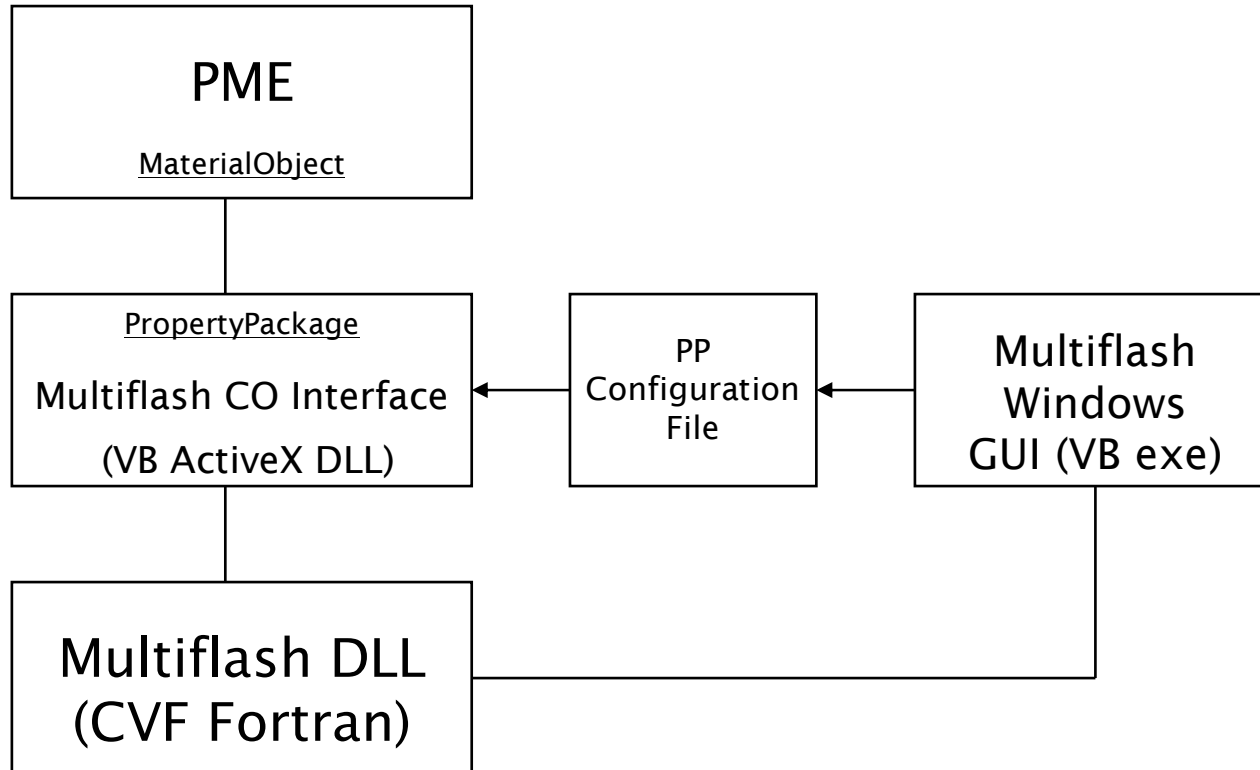 PME
MaterialObject
PropertyPackage
Multiflash CO Interface
(VB ActiveX DLL)
PP
Configuration
File
Multiflash
Windows
GUI (VB exe)
Multiflash DLL
(CVF Fortran)